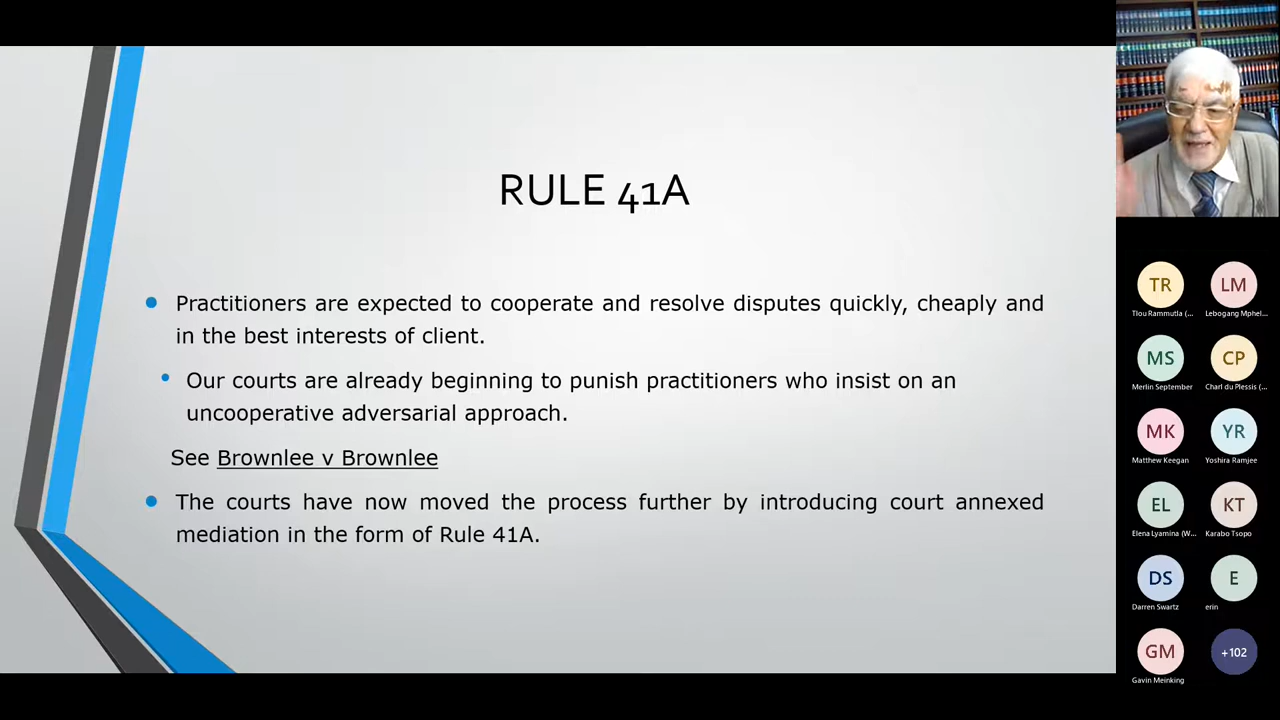 RULE 41A
Practitioners are expected to cooperate and resolve disputes quickly, cheaply and
in the best interests of client.
Our courts are already beginning to punish practitioners who insist on an
uncooperative adversarial approach.
See Brownlee v Brownlee
The courts have now moved the process further by introducing court annexed
mediation in the form of Rule 41A.
TR LM
Tlou Rammutla (... Lebogang Mphel...
MS CP
Merlin September Charl du Plessis (...
MK YR
Matthew Keegan Yoshira Ramjee
EL KT
Elena Lyamina (W... Karabo Tsopo
DS E
Darren Swartz erin
GM +102
Gavin Meinking